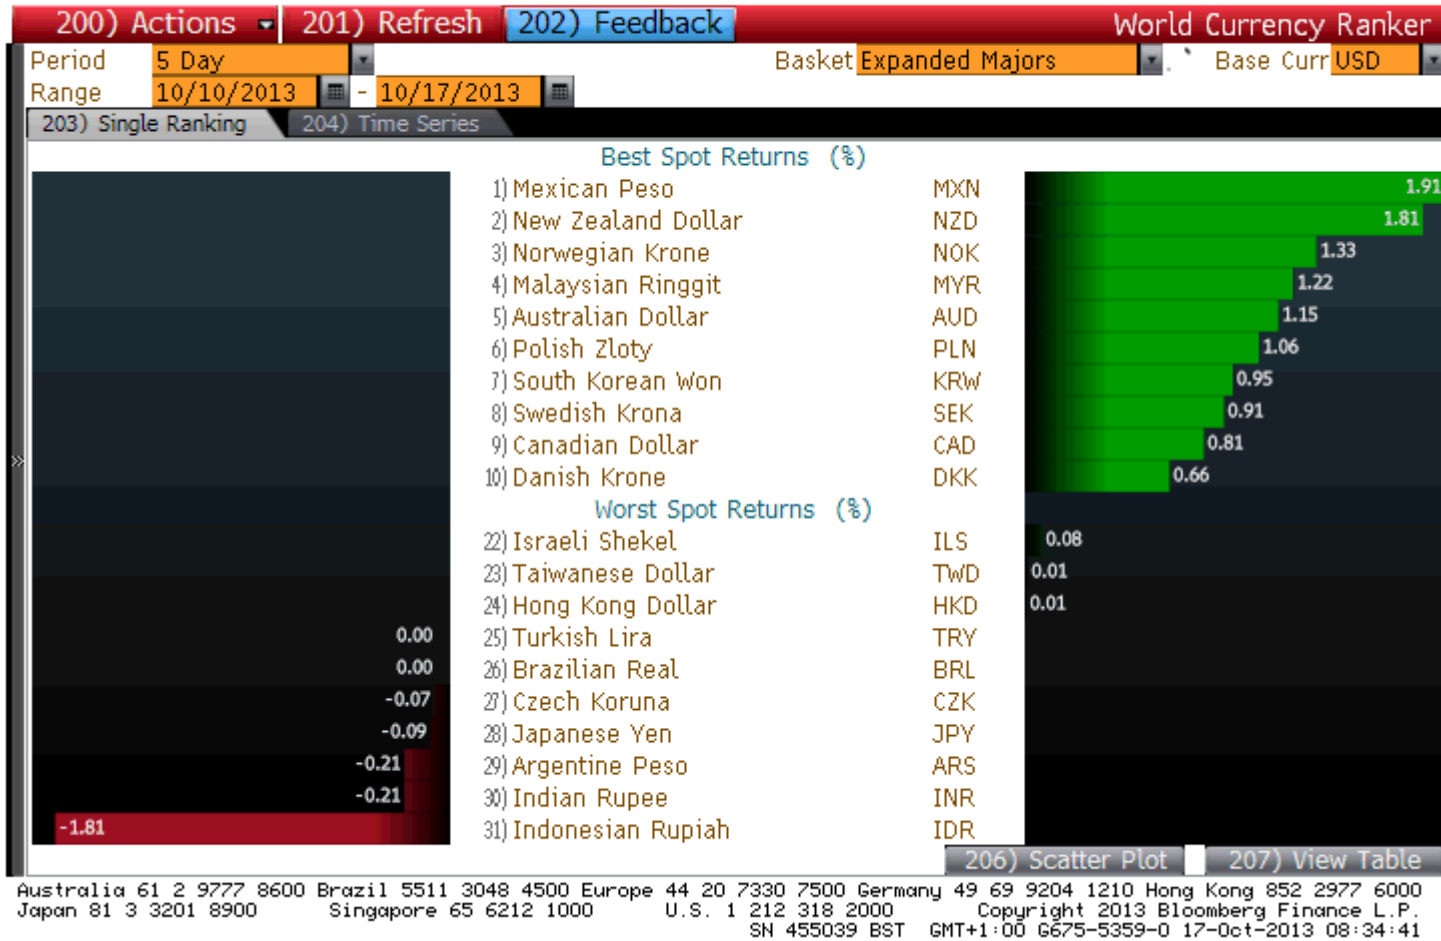 200) Actions 201) Refresh 202) Feedback World Currency Ranker
Period 5 Day Basket Expanded Majors Base Curr USD
Range 10/10/2013 - 10/17/2013
203) Single Ranking 204) Time Series
Best Spot Returns (%)
1) Mexican Peso MXN 1.91
2) New Zealand Dollar NZD 1.81
3) Norwegian Krone NOK 1.33
4) Malaysian Ringgit MYR 1.22
5) Australian Dollar AUD 1.15
6) Polish Zloty PLN 1.06
7) South Korean Won KRW 0.95
8) Swedish Krona SEK 0.91
9) Canadian Dollar CAD 0.81
10) Danish Krone DKK 0.66
Worst Spot Returns (%)
22) Israeli Shekel ILS 0.08
23) Taiwanese Dollar TWD 0.01
24) Hong Kong Dollar HKD 0.01
0.00 25) Turkish Lira TRY
0.00 26) Brazilian Real BRL
-0.07 27) Czech Koruna CZK
-0.09 28) Japanese Yen JPY
-0.21 29) Argentine Peso ARS
-0.21 30) Indian Rupee INR
-1.81 31) Indonesian Rupiah IDR
206) Scatter Plot 207) View Table
Australia 61 2 9777 8600 Brazil 5511 3048 4500 Europe 44 20 7330 7500 Germany 49 69 9204 1210 Hong Kong 852 2977 6000
Japan 81 3 3201 8900 Singapore 65 6212 1000 U.S. 1 212 318 2000 Copyright 2013 Bloomberg Finance L.P.
SN 455039 BST GMT+1:00 G675-5359-0 17-Oct-2013 08:34:41